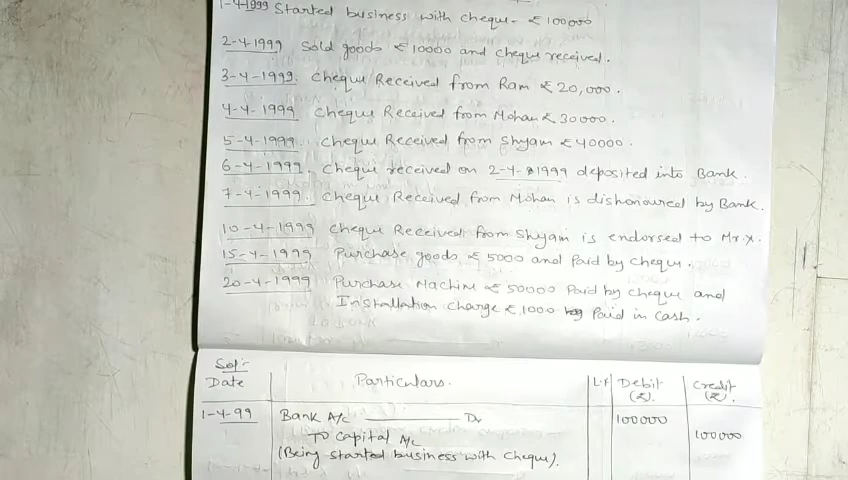 1-4-1999 Started business with cheque - ₹ 100000
2-4-1999 Sold goods ₹ 10000 and cheque received.
3-4-1999. Cheque Received from Ram ₹ 20,000.
4-4-1999 Cheque Received from Mohan ₹ 30000.
5-4-1999. Cheque Received from Shyam ₹ 40000.
6-4-1999. Cheque received on 2-4-1999 deposited into Bank.
7-4-1999. Cheque Received from Mohan is dishonoured by Bank.
10-4-1999 Cheque Received from Shyam is endorsed to Mr. X.
15-4-1999 Purchase goods ₹ 5000 and Paid by cheque.
20-4-1999 Purchase Machine ₹ 50000 Paid by cheque and
Installation charge ₹ 1000 Paid in cash.
Sol:-
Date Particulars. L.F Debit (₹). Credit (₹).
1-4-99 Bank A/c Dr 100000
To Capital A/c 100000
(Being started business with cheque).